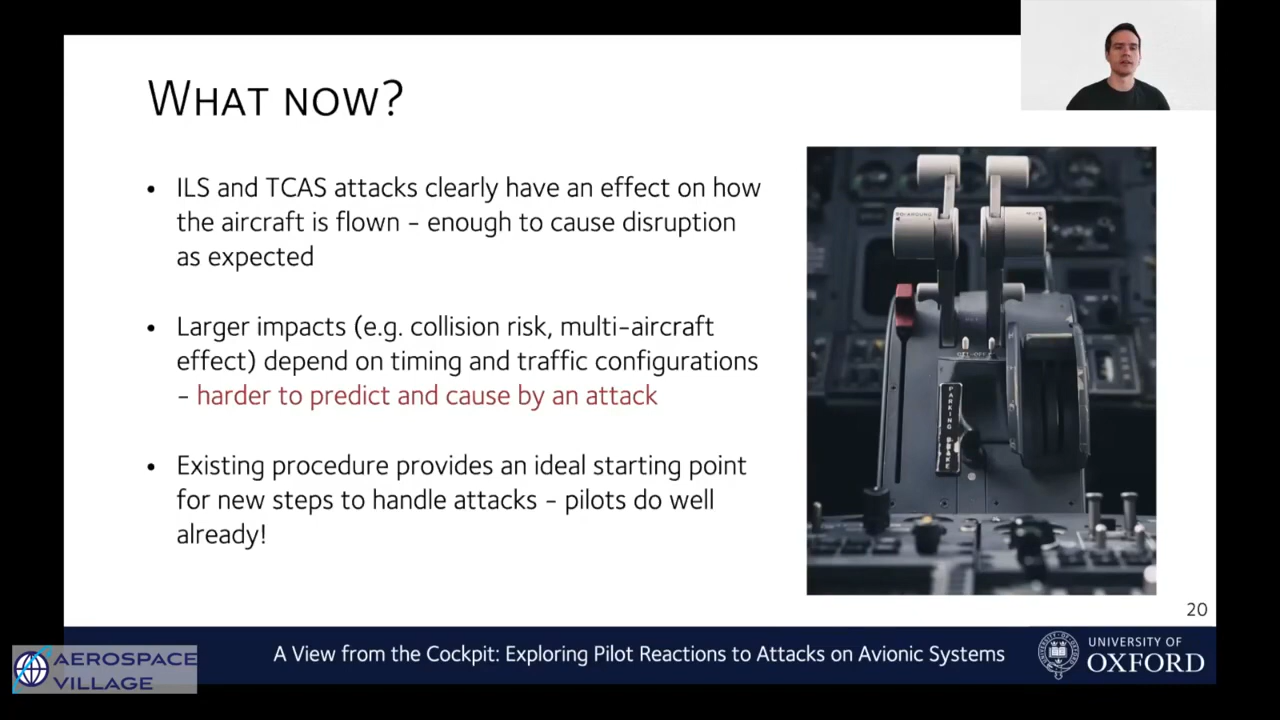 WHAT NOW?
• ILS and TCAS attacks clearly have an effect on how
the aircraft is flown – enough to cause disruption
as expected
• Larger impacts (e.g. collision risk, multi-aircraft
effect) depend on timing and traffic configurations
– harder to predict and cause by an attack
• Existing procedure provides an ideal starting point
for new steps to handle attacks – pilots do well
already!
PARKING BRAKE
20
A View from the Cockpit: Exploring Pilot Reactions to Attacks on Avionic Systems
UNIVERSITY OF
OXFORD
AEROSPACE
VILLAGE